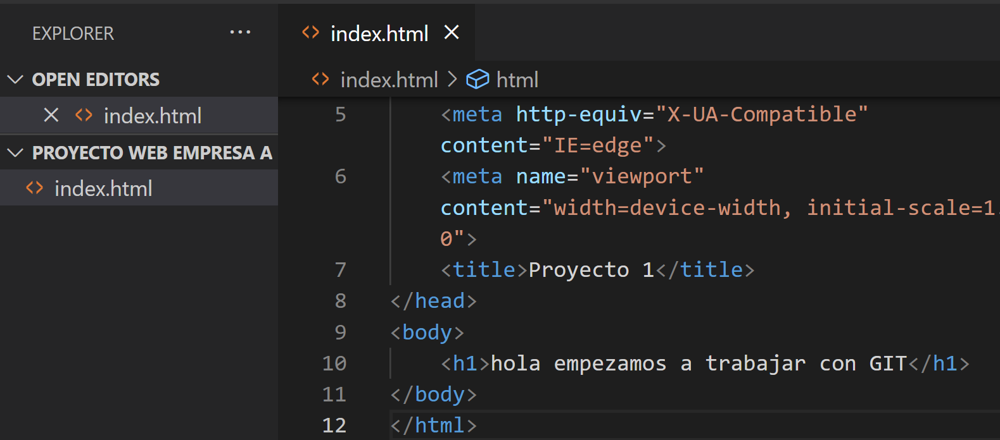 EXPLORER ...
OPEN EDITORS
index.html
PROYECTO WEB EMPRESA A
index.html
index.html
index.html > html
5 <meta http-equiv="X-UA-Compatible"
content="IE=edge">
6 <meta name="viewport"
content="width=device-width, initial-scale=1.
0">
7 <title>Proyecto 1</title>
8 </head>
9 <body>
10 <h1>hola empezamos a trabajar con GIT</h1>
11 </body>
12 </html>